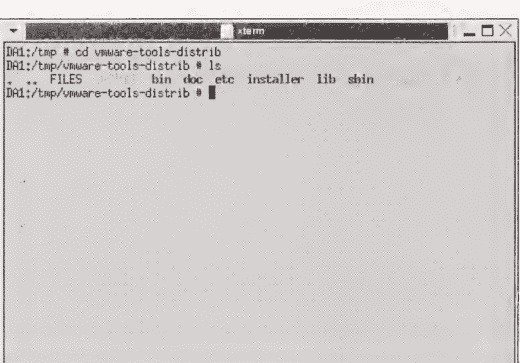 xterm
DA1:/tmp # cd vmware-tools-distrib
DA1:/tmp/vmware-tools-distrib # ls
. .. FILES bin doc etc installer lib sbin
DA1:/tmp/vmware-tools-distrib #